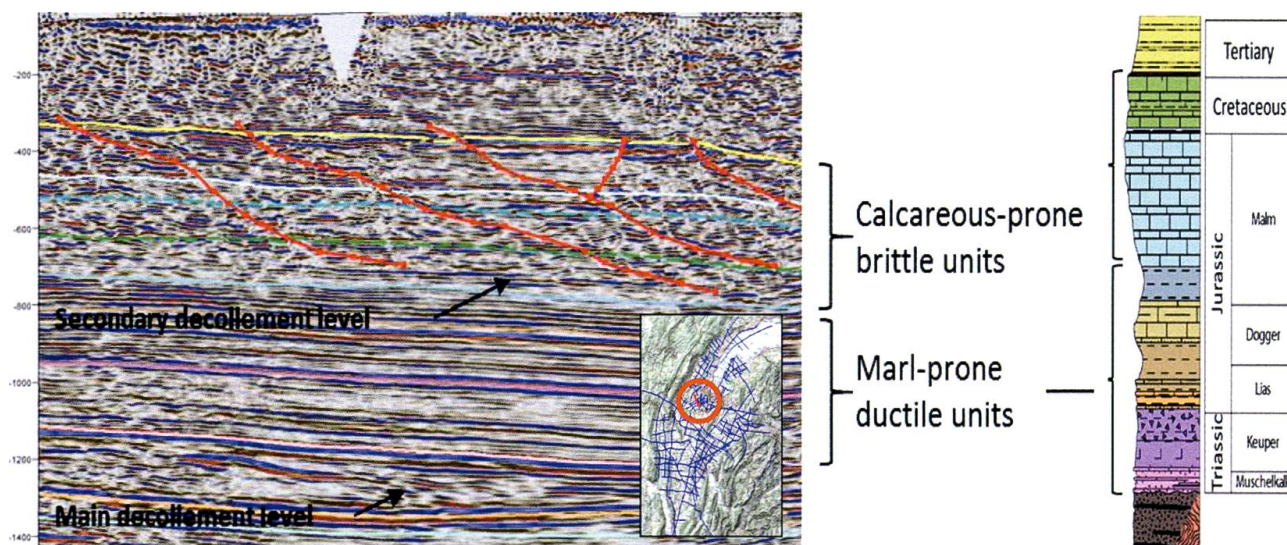 -200
-400
-600
-800
-1000
-1200
-1400
Secondary decollement level
Main decollement level
Calcareous-prone
brittle units
Marl-prone
ductile units
Tertiary
Cretaceous
Jurassic
Malm
Dogger
Lias
Triassic
Keuper
Muschelkalk